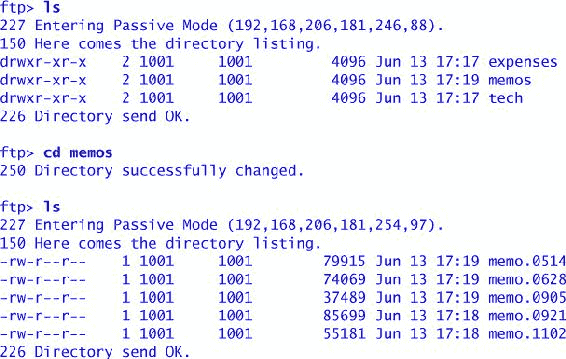 ftp> ls
227 Entering Passive Mode (192,168,206,181,246,88).
150 Here comes the directory listing.
drwxr-xr-x 2 1001 1001 4096 Jun 13 17:17 expenses
drwxr-xr-x 2 1001 1001 4096 Jun 13 17:19 memos
drwxr-xr-x 2 1001 1001 4096 Jun 13 17:17 tech
226 Directory send OK.
ftp> cd memos
250 Directory successfully changed.
ftp> ls
227 Entering Passive Mode (192,168,206,181,254,97).
150 Here comes the directory listing.
-rw-r--r-- 1 1001 1001 79915 Jun 13 17:19 memo.0514
-rw-r--r-- 1 1001 1001 74069 Jun 13 17:19 memo.0628
-rw-r--r-- 1 1001 1001 37489 Jun 13 17:19 memo.0905
-rw-r--r-- 1 1001 1001 85699 Jun 13 17:18 memo.0921
-rw-r--r-- 1 1001 1001 55181 Jun 13 17:18 memo.1102
226 Directory send OK.